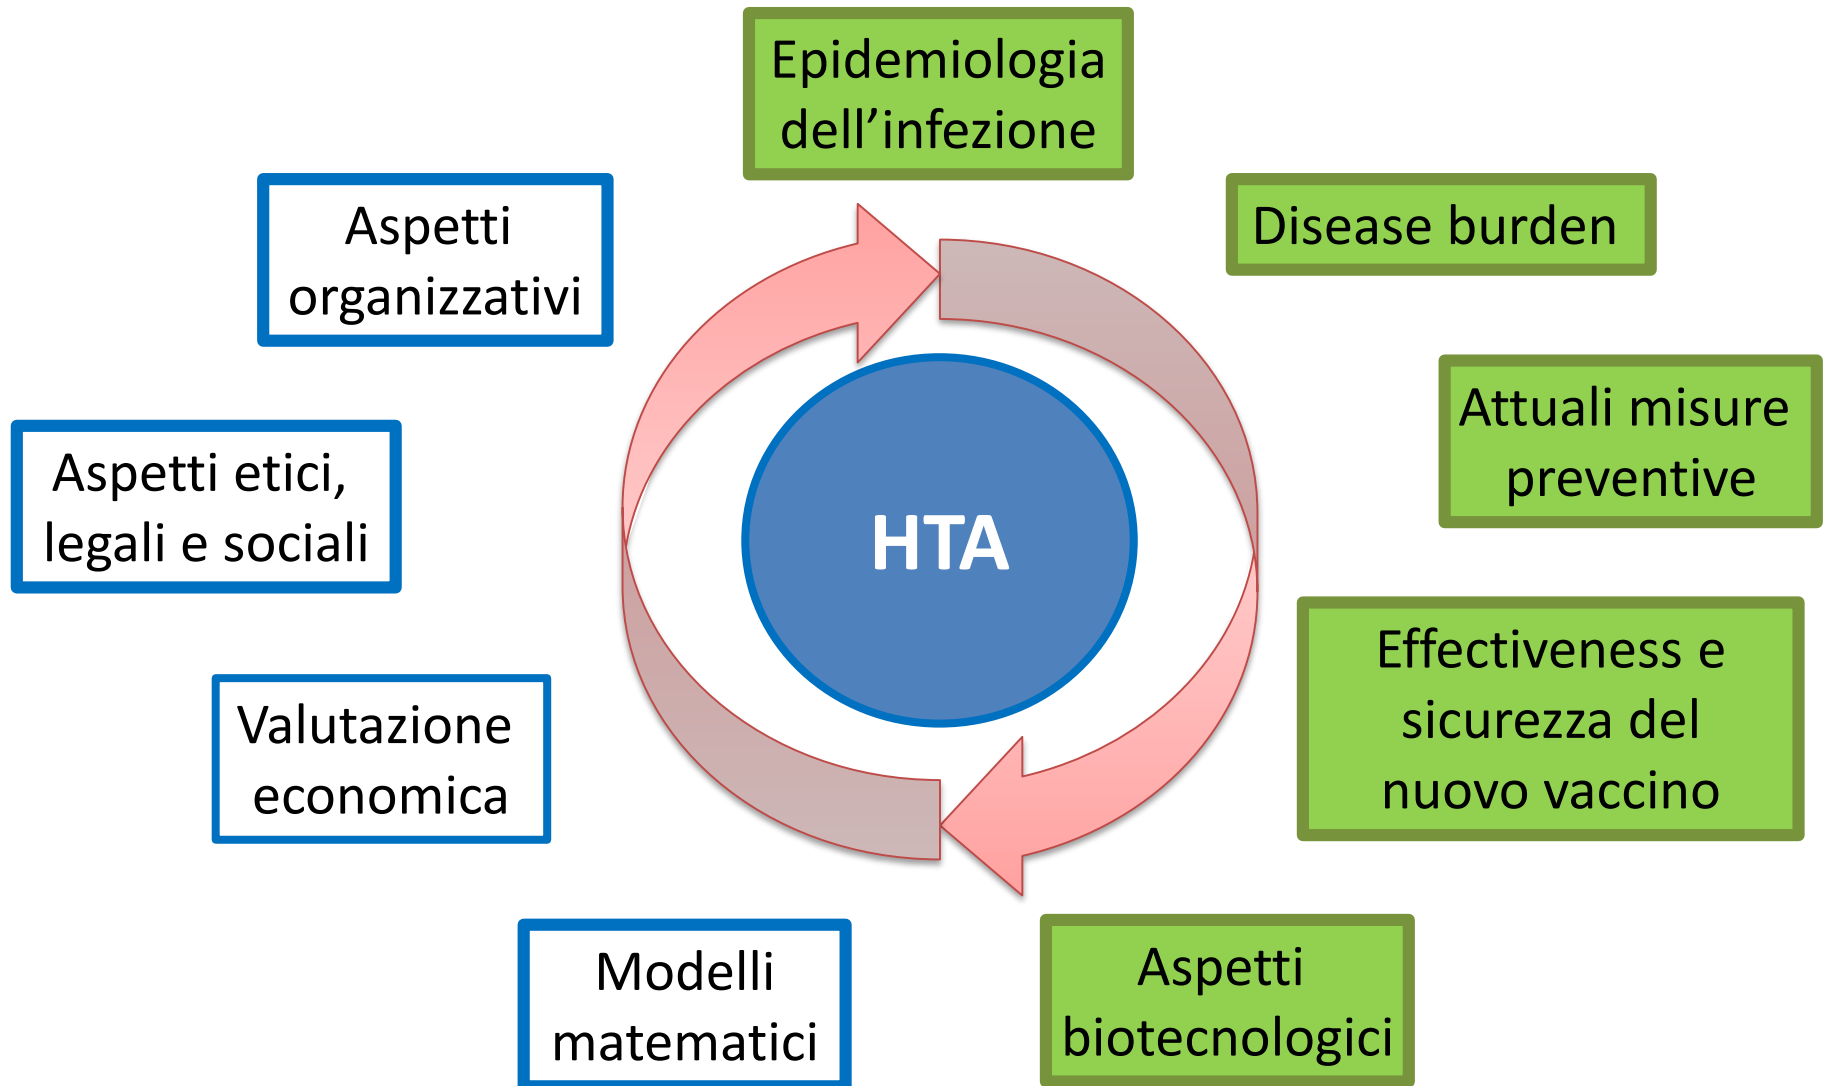 Epidemiologia
dell’infezione
Disease burden
Attuali misure
preventive
Effectiveness e
sicurezza del
nuovo vaccino
Aspetti
biotecnologici
Modelli
matematici
Valutazione
economica
Aspetti etici,
legali e sociali
Aspetti
organizzativi
HTA